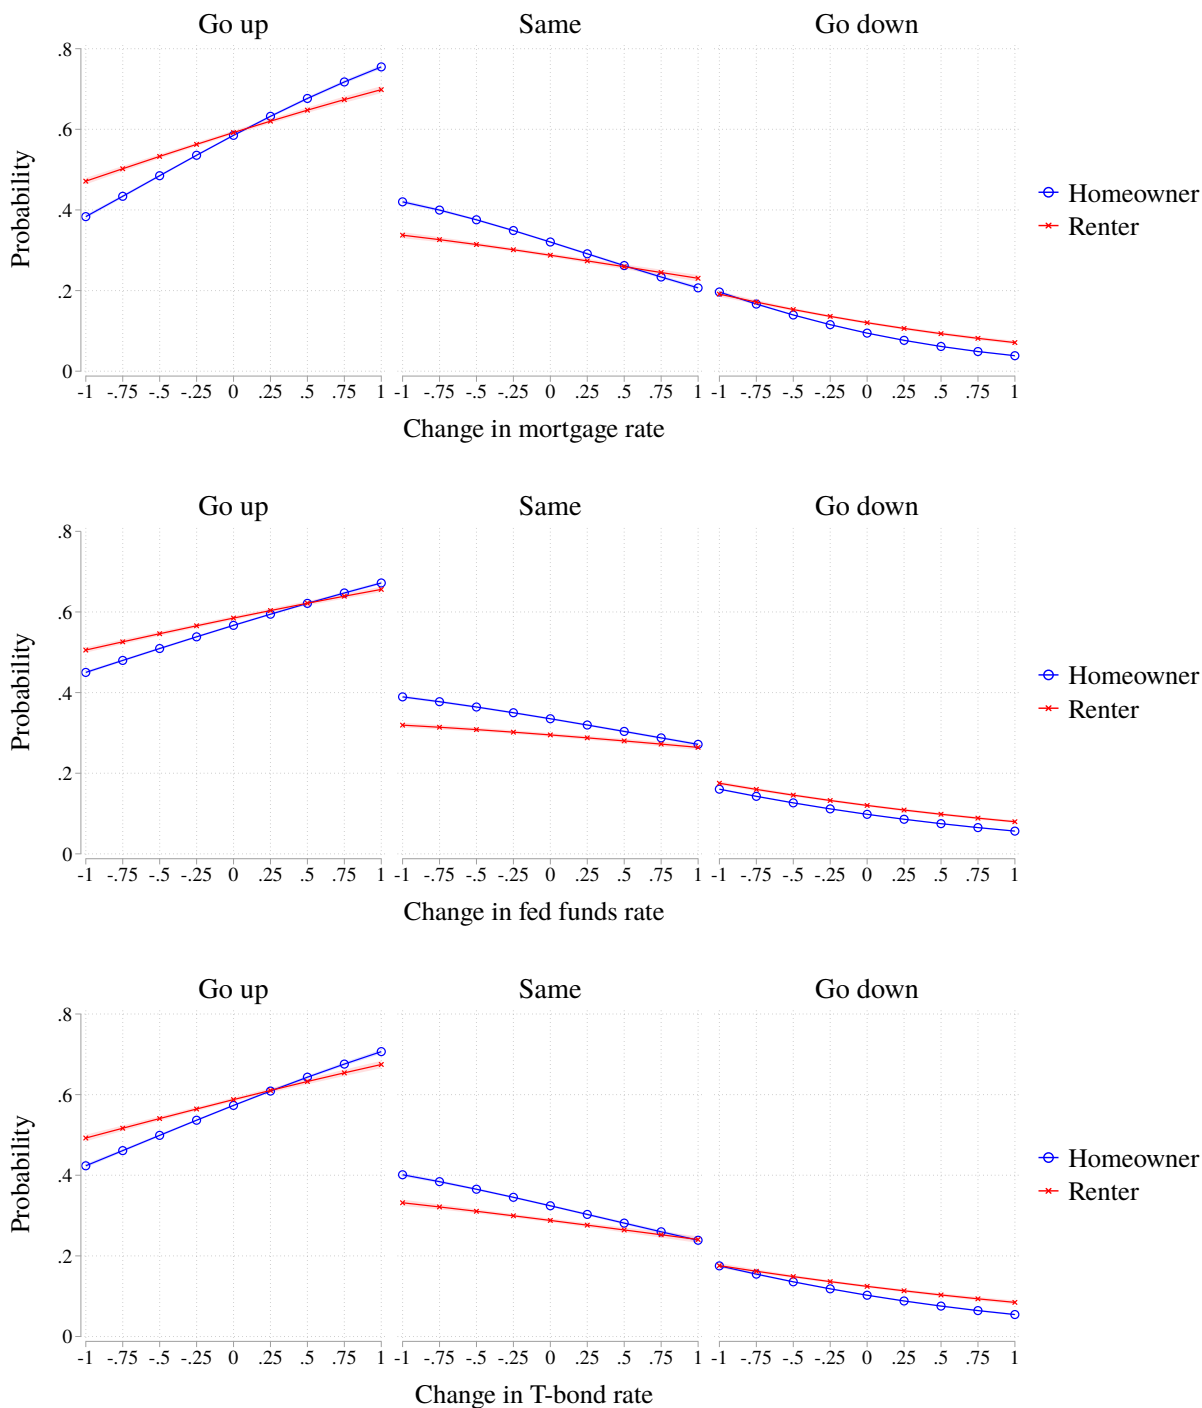 Go up Same Go down
Probability
.8
.6
.4
.2
0
-1 -.75 -.5 -.25 0 .25 .5 .75 1 -1 -.75 -.5 -.25 0 .25 .5 .75 1 -1 -.75 -.5 -.25 0 .25 .5 .75 1
Change in mortgage rate
Homeowner
Renter
Go up Same Go down
Probability
.8
.6
.4
.2
0
-1 -.75 -.5 -.25 0 .25 .5 .75 1 -1 -.75 -.5 -.25 0 .25 .5 .75 1 -1 -.75 -.5 -.25 0 .25 .5 .75 1
Change in fed funds rate
Homeowner
Renter
Go up Same Go down
Probability
.8
.6
.4
.2
0
-1 -.75 -.5 -.25 0 .25 .5 .75 1 -1 -.75 -.5 -.25 0 .25 .5 .75 1 -1 -.75 -.5 -.25 0 .25 .5 .75 1
Change in T-bond rate
Homeowner
Renter